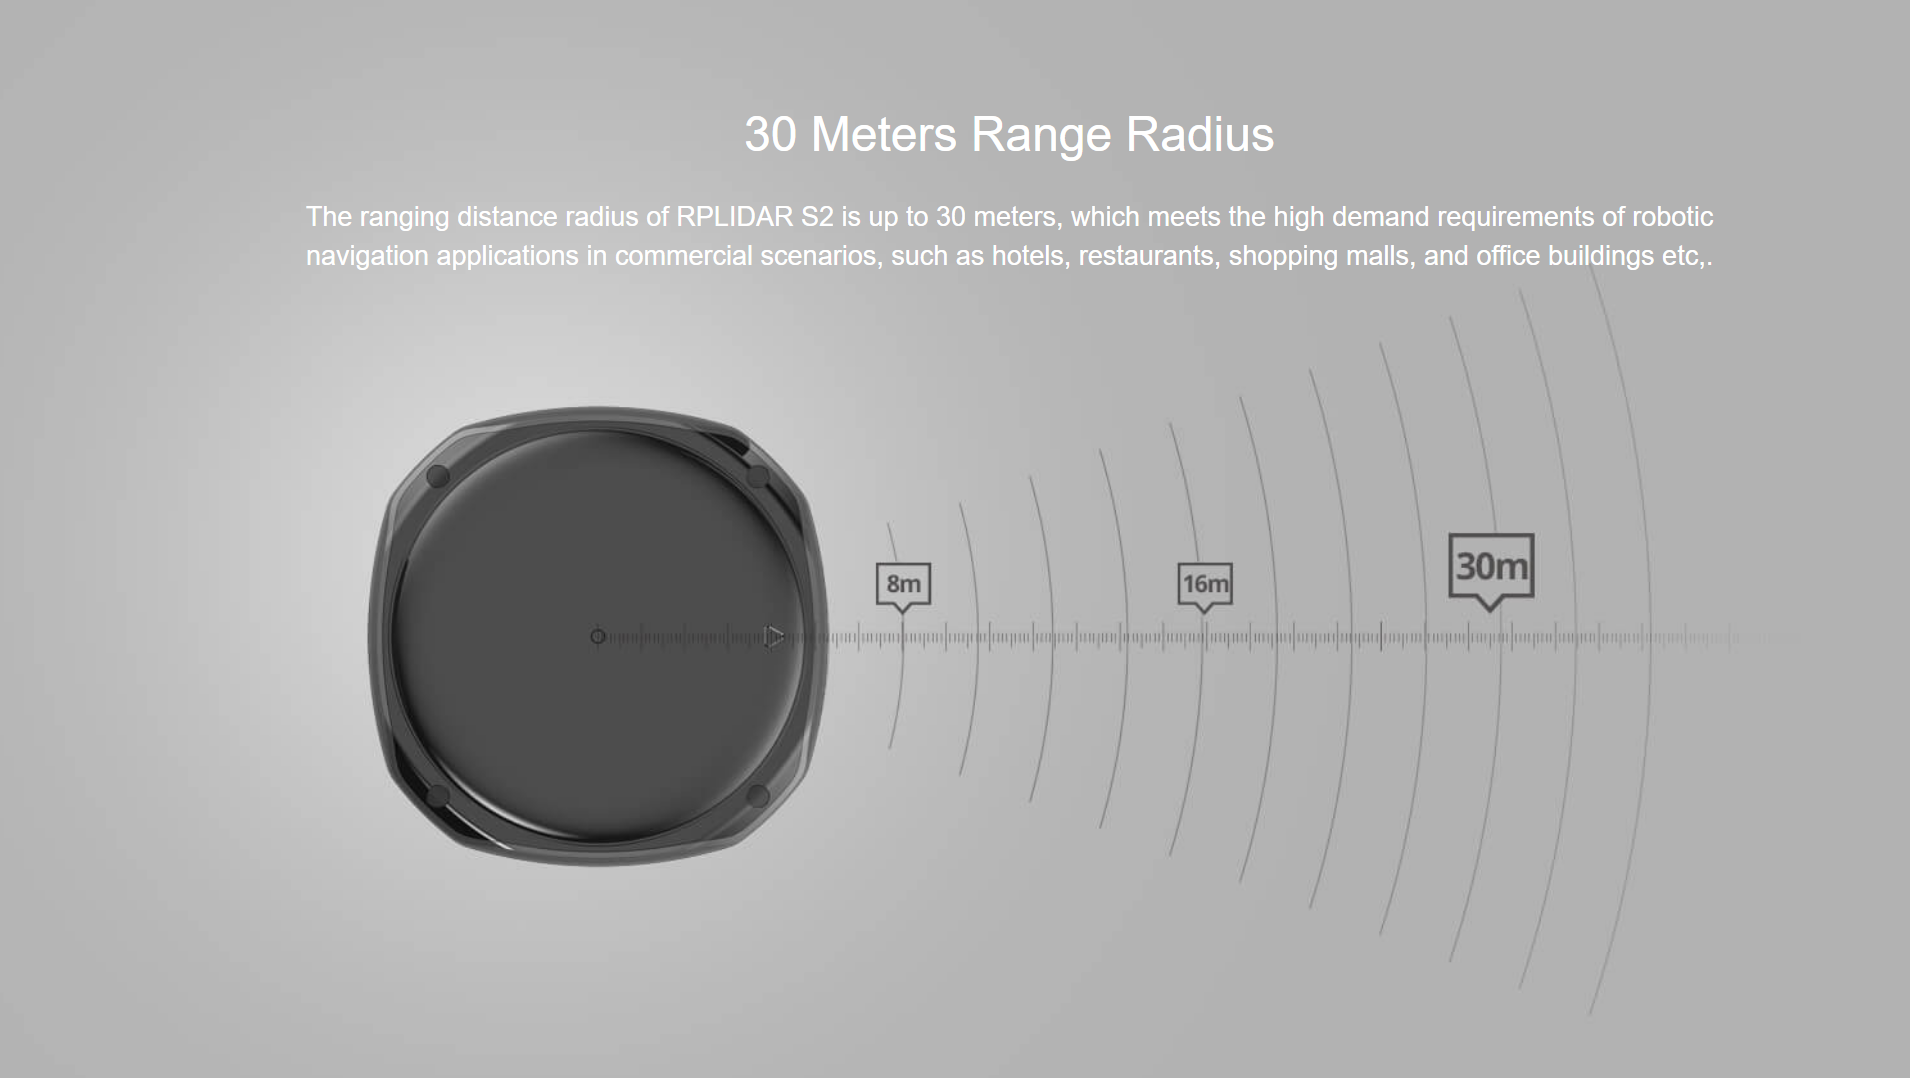 30 Meters Range Radius
The ranging distance radius of RPLIDAR S2 is up to 30 meters, which meets the high demand requirements of robotic
navigation applications in commercial scenarios, such as hotels, restaurants, shopping malls, and office buildings etc,.
8m
16m
30m